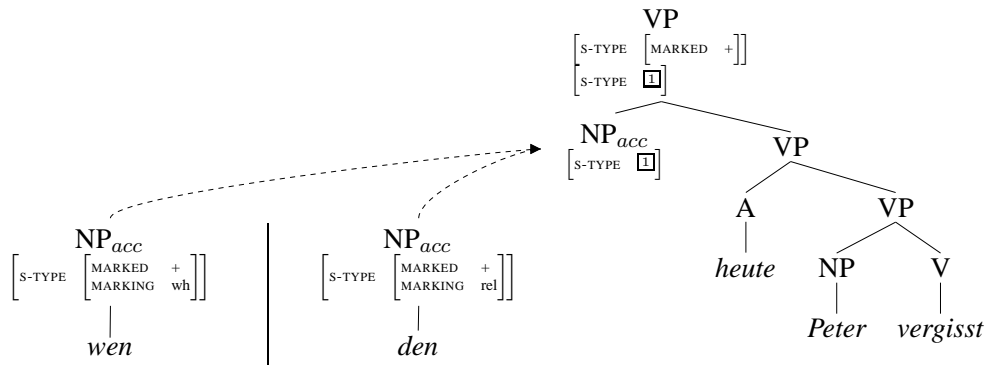 VP
[S-TYPE [MARKED +]]
[S-TYPE 1]
NPacc VP
[S-TYPE 1]
A VP
NPacc NPacc
[S-TYPE [MARKED + MARKING wh]] [S-TYPE [MARKED + MARKING rel]]
heute NP V
wen den Peter vergisst